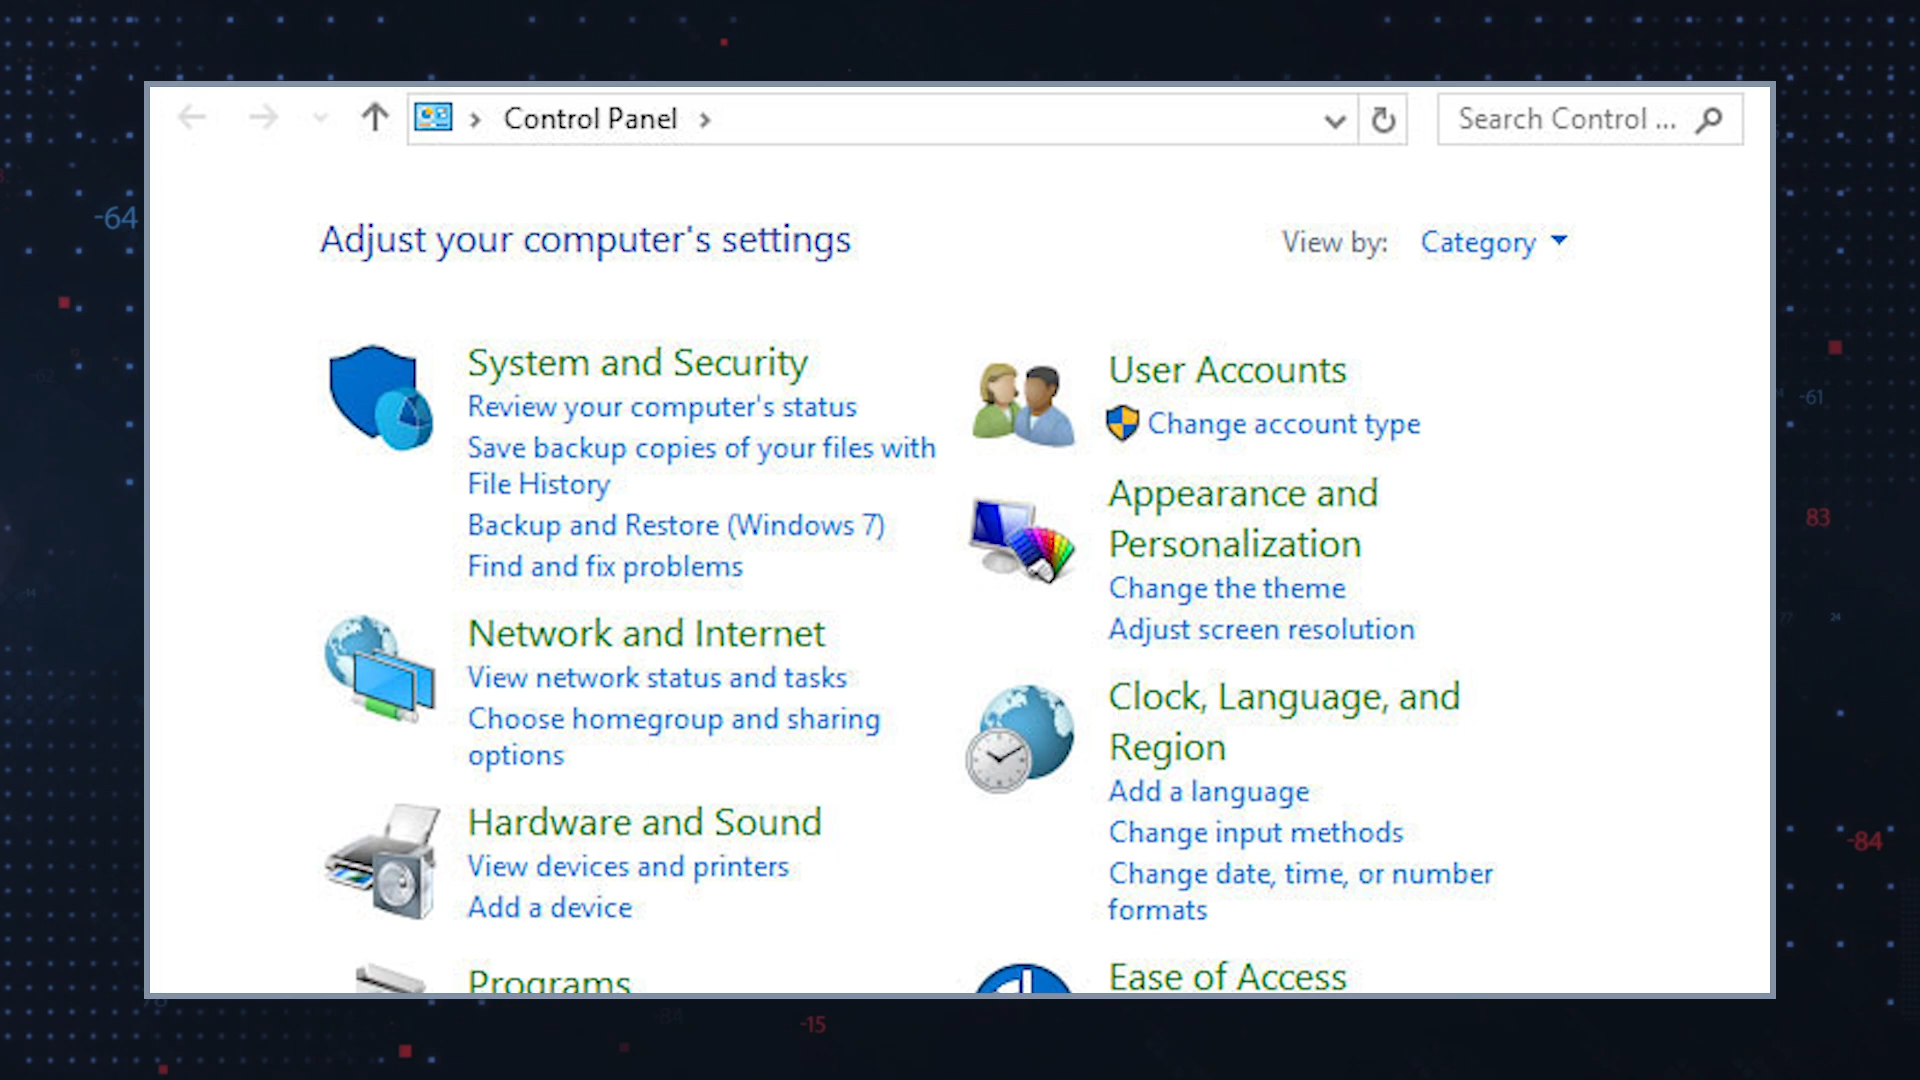 Control Panel
Search Control ...
Adjust your computer's settings
View by: Category
System and Security
Review your computer's status
Save backup copies of your files with
File History
Backup and Restore (Windows 7)
Find and fix problems
Network and Internet
View network status and tasks
Choose homegroup and sharing
options
Hardware and Sound
View devices and printers
Add a device
Programs
User Accounts
Change account type
Appearance and
Personalization
Change the theme
Adjust screen resolution
Clock, Language, and
Region
Add a language
Change input methods
Change date, time, or number
formats
Ease of Access
-64
-61
83
24
-84
-15